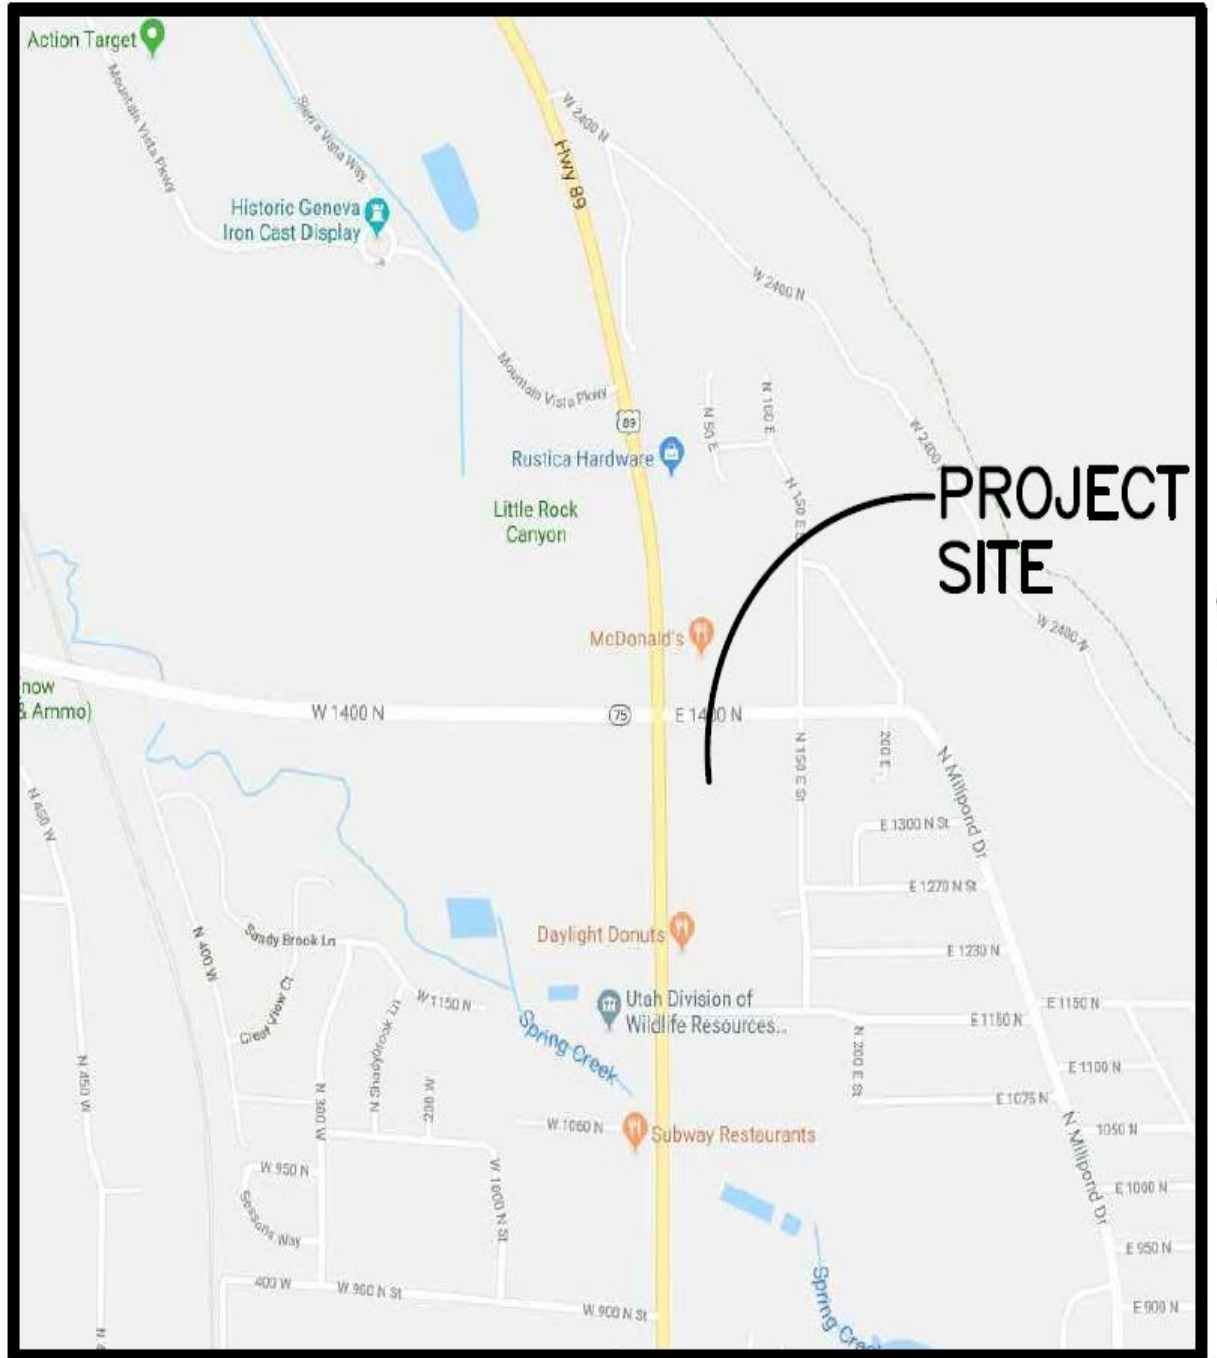 Action Target
Mountain Vista Pkwy
Sierra Vista Way
W 2400 N
Hwy 89
Historic Geneva
Iron Cast Display
W 2400 N
Mountain Vista Pkwy
89
N 50 E
N 100 E
W 2400
Rustica Hardware
N 150 E
PROJECT
SITE
Little Rock
Canyon
McDonald's
W 2400 N
now
& Ammo)
W 1400 N
75
E 1400 N
N 150 E St
200 E
N Millpond Dr
N 450 W
E 1300 N St
E 1270 N St
N 400 W
Sandy Brook Ln
Daylight Donuts
E 1230 N
Clear View Ct
W 1150 N
Utah Division of
Wildlife Resources...
E 1150 N
E 1150 N
Spring Creek
N 450 W
N 300 W
N Shadybrook Ln
200 W
N 200 E St
E 1100 N
E 1075 N
W 1060 N
Subway Restaurants
N Millpond Dr
1050 N
W 950 N
W 1000 N St
E 1000 N
Sessions Way
E 950 N
400 W
W 900 N St
W 900 N St
Spring Cree
E 900 N